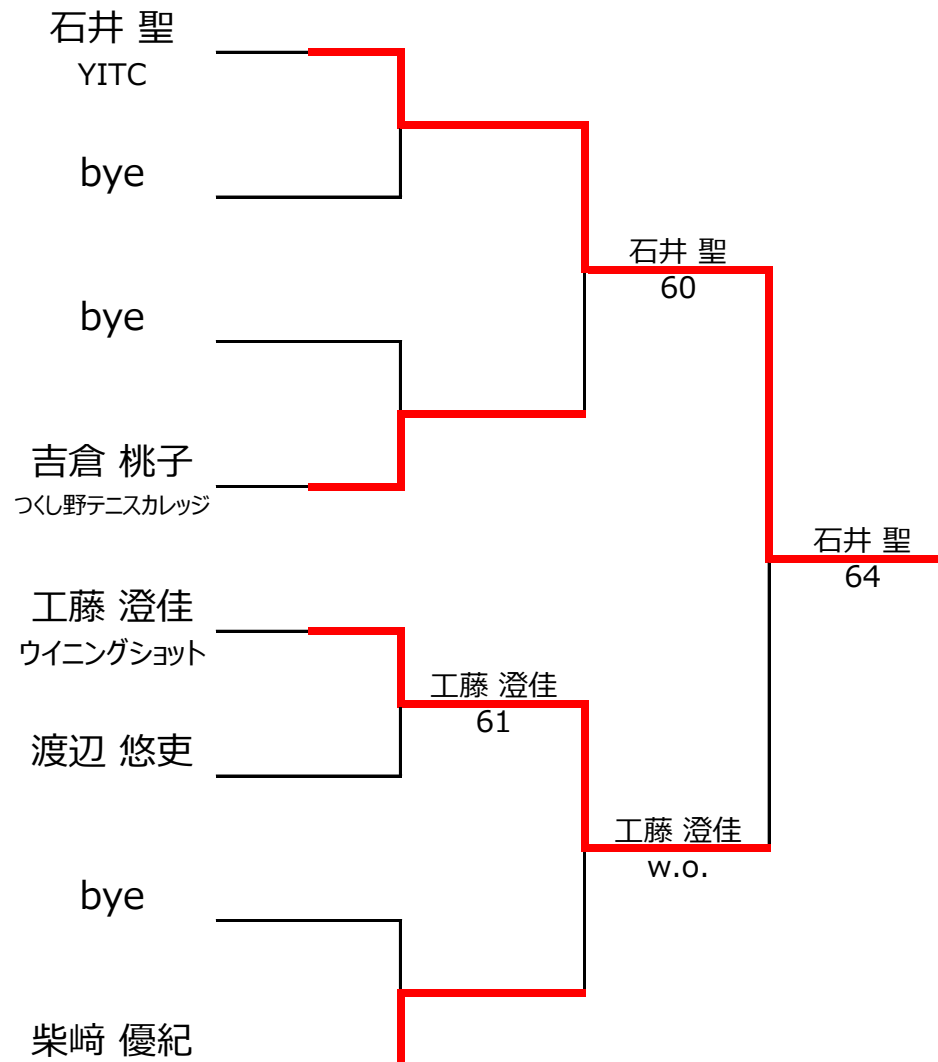 石井 聖
YITC
bye
石井 聖
60
bye
吉倉 桃子
つくし野テニスカレッジ
石井 聖
64
工藤 澄佳
ウイニングショット
工藤 澄佳
61
渡辺 悠吏
工藤 澄佳
w.o.
bye
柴﨑 優紀